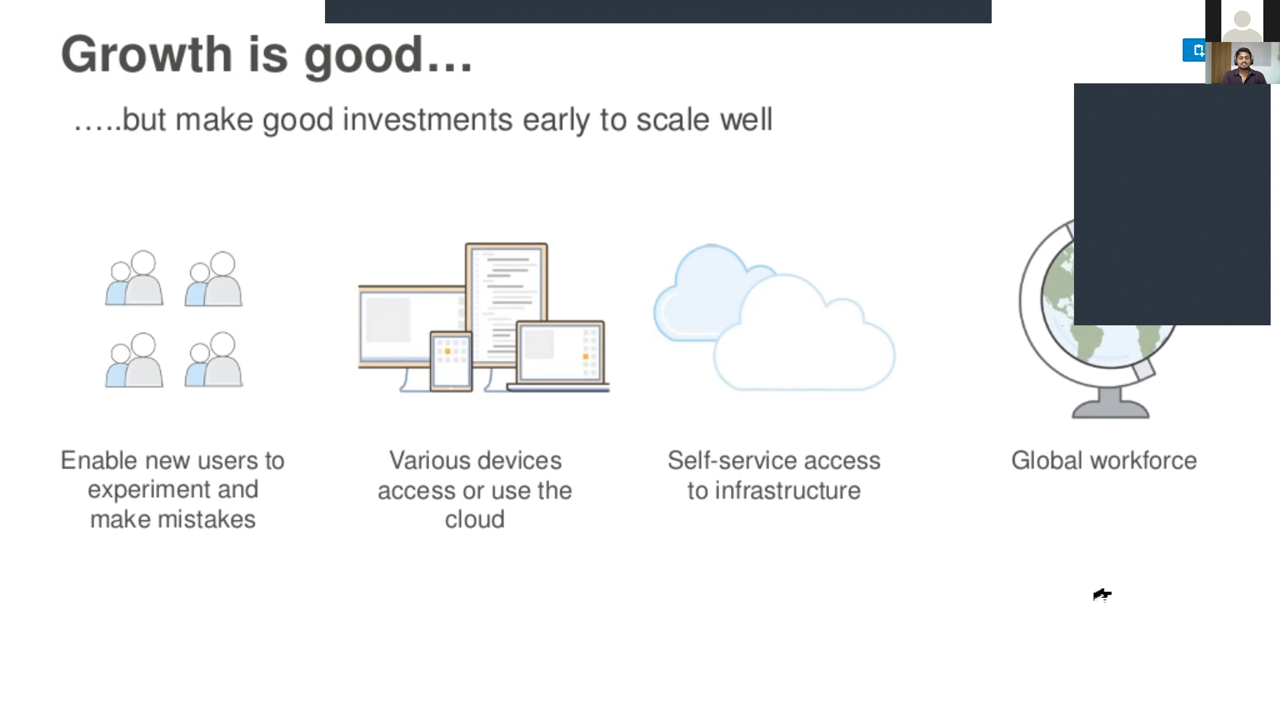 Growth is good…
…..but make good investments early to scale well
Enable new users to
experiment and
make mistakes
Various devices
access or use the
cloud
Self-service access
to infrastructure
Global workforce